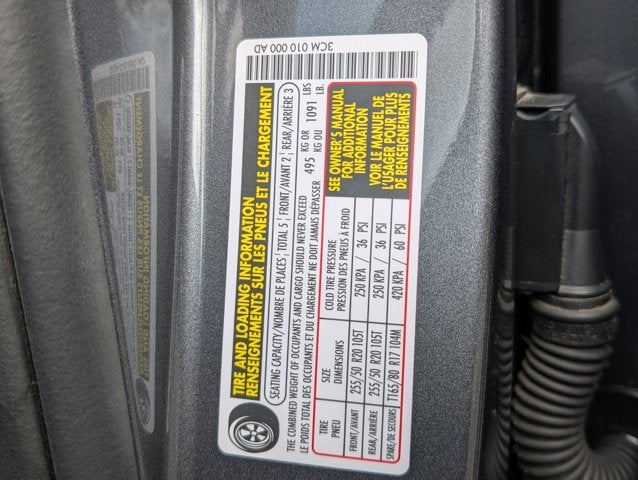 3CM 010 000 AD
TIRE AND LOADING INFORMATION
RENSEIGNEMENTS SUR LES PNEUS ET LE CHARGEMENT
SEATING CAPACITY/NOMBRE DE PLACES | TOTAL 5 | FRONT/AVANT 2 | REAR/ARRIÈRE 3
THE COMBINED WEIGHT OF OCCUPANTS AND CARGO SHOULD NEVER EXCEED 495 KG OR 1091 LBS
LE POIDS TOTAL DES OCCUPANTS ET DU CHARGEMENT NE DOIT JAMAIS DÉPASSER KG OU LB.
TIRE SIZE COLD TIRE PRESSURE
PNEU DIMENSIONS PRESSION DES PNEUS À FROID
FRONT/AVANT 255/50 R20 105T 250 KPA / 36 PSI
REAR/ARRIÈRE 255/50 R20 105T 250 KPA / 36 PSI
SPARE/DE SECOURS T165/80 R17 104M 420 KPA / 60 PSI
SEE OWNER'S MANUAL
FOR ADDITIONAL
INFORMATION
VOIR LE MANUEL DE
L'USAGER POUR PLUS
DE RENSEIGNEMENTS